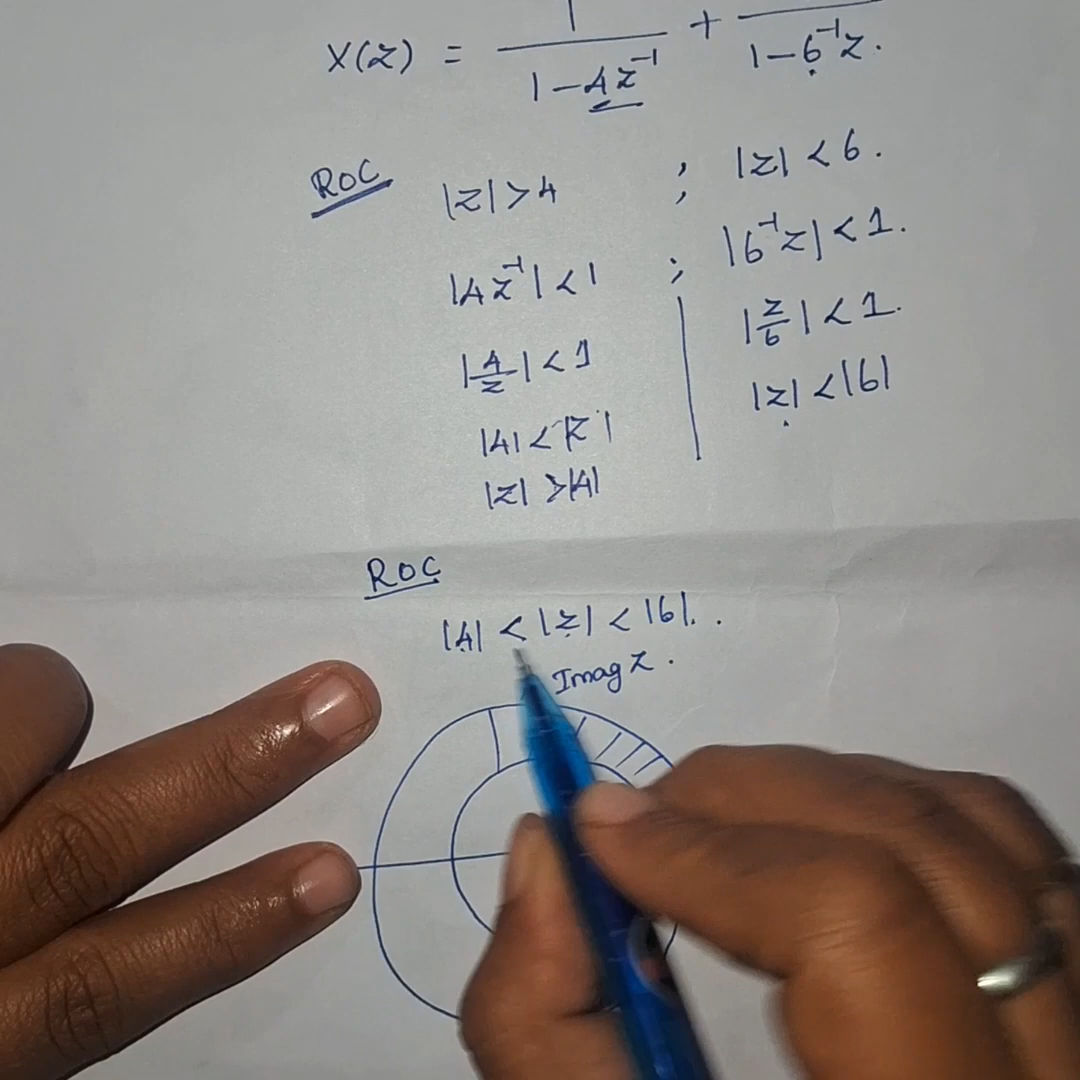 X(z) = 1/(1-4z⁻¹) + /(1-6⁻¹z.
ROC |z| > 4 ; |z| < 6.
|4z⁻¹| < 1 ; |6⁻¹z| < 1.
|4/z| < 1 |z/6| < 1.
|4| < |z| |z| < |6|
|z| > |4|
ROC
|4| < |z| < |6|..
Imag z.